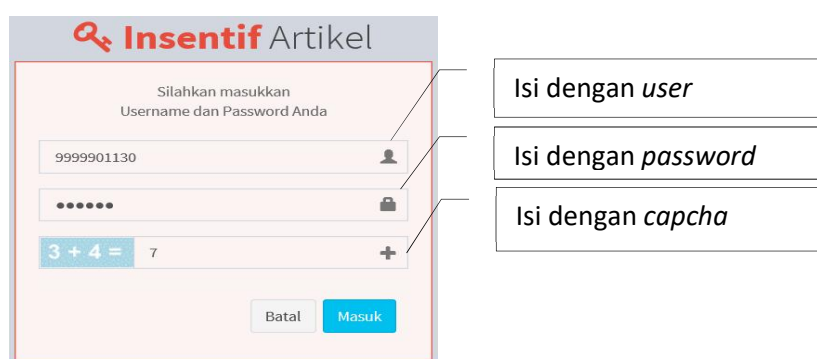 Insentif Artikel
Silahkan masukkan
Username dan Password Anda
9999901130
••••••
3 + 4 = 7
Batal Masuk
Isi dengan user
Isi dengan password
Isi dengan capcha